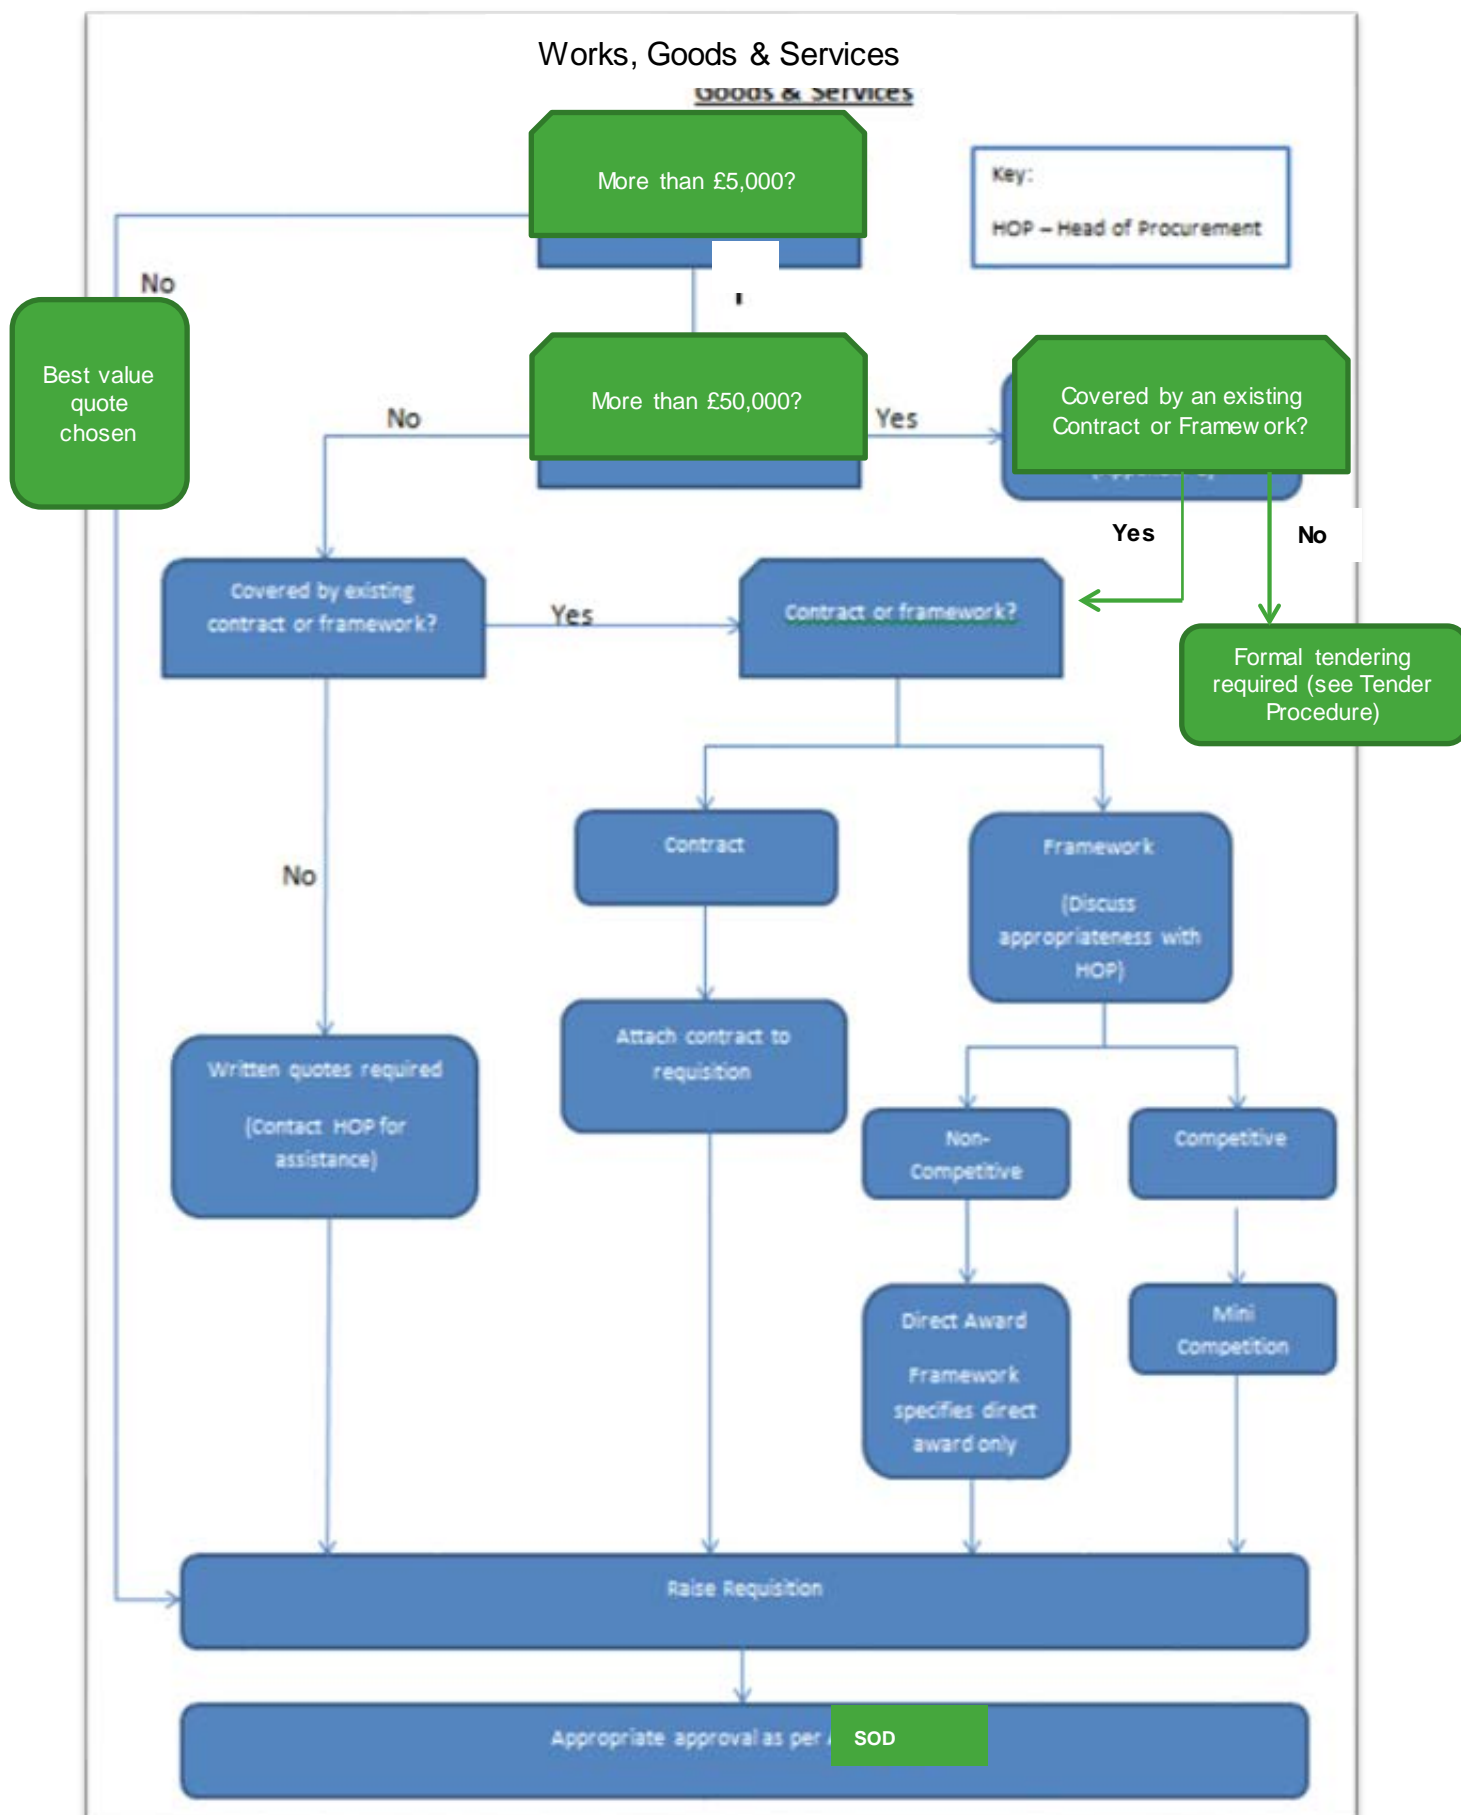 Works, Goods & Services
Goods & Services
More than £5,000?
Key:
HOP – Head of Procurement
No
Best value
quote
chosen
More than £50,000?
No
Yes
Covered by an existing
Contract or Framework?
Yes
No
Covered by existing
contract or framework?
Yes
Contract or framework?
Formal tendering
required (see Tender
Procedure)
No
Contract
Framework
(Discuss
appropriateness with
HOP)
Attach contract to
requisition
Written quotes required
(Contact HOP for
assistance)
Non-
Competitive
Competitive
Direct Award
Framework
specifies direct
award only
Mini
Competition
Raise Requisition
Appropriate approval as per
SOD